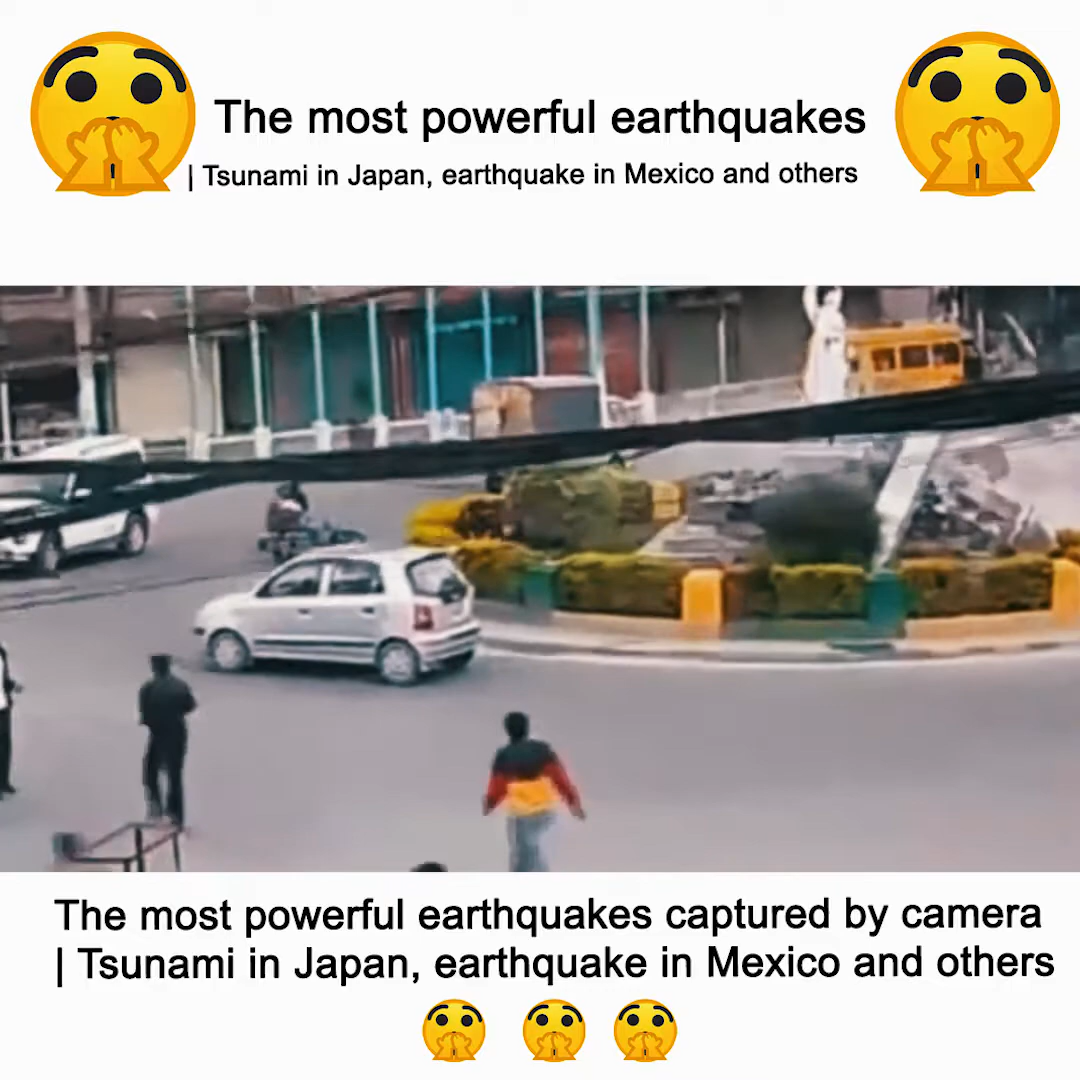 The most powerful earthquakes
| Tsunami in Japan, earthquake in Mexico and others
The most powerful earthquakes captured by camera
| Tsunami in Japan, earthquake in Mexico and others